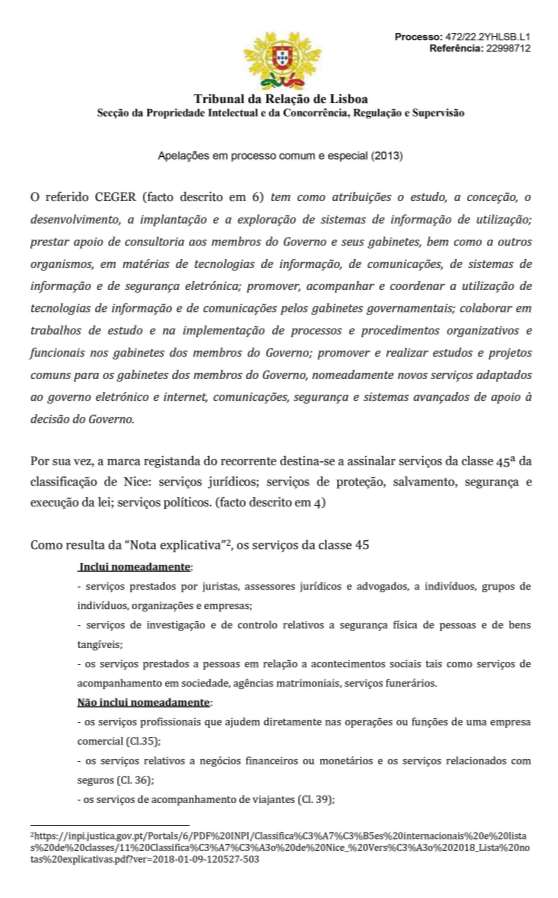 Processo: 472/22.2YHLSB.L1
Referência: 22998712
Tribunal da Relação de Lisboa
Secção da Propriedade Intelectual e da Concorrência, Regulação e Supervisão
Apelações em processo comum e especial (2013)
O referido CEGER (facto descrito em 6) tem como atribuições o estudo, a conceção, o
desenvolvimento, a implantação e a exploração de sistemas de informação de utilização;
prestar apoio de consultoria aos membros do Governo e seus gabinetes, bem como a outros
organismos, em matérias de tecnologias de informação, de comunicações, de sistemas de
informação e de segurança eletrónica; promover, acompanhar e coordenar a utilização de
tecnologias de informação e de comunicações pelos gabinetes governamentais; colaborar em
trabalhos de estudo e na implementação de processos e procedimentos organizativos e
funcionais nos gabinetes dos membros do Governo; promover e realizar estudos e projetos
comuns para os gabinetes dos membros do Governo, nomeadamente novos serviços adaptados
ao governo eletrónico e internet, comunicações, segurança e sistemas avançados de apoio à
decisão do Governo.
Por sua vez, a marca registanda do recorrente destina-se a assinalar serviços da classe 45ª da
classificação de Nice: serviços jurídicos; serviços de proteção, salvamento, segurança e
execução da lei; serviços políticos. (facto descrito em 4)
Como resulta da “Nota explicativa”², os serviços da classe 45
Inclui nomeadamente:
- serviços prestados por juristas, assessores jurídicos e advogados, a indivíduos, grupos de
indivíduos, organizações e empresas;
- serviços de investigação e de controlo relativos a segurança física de pessoas e de bens
tangíveis;
- os serviços prestados a pessoas em relação a acontecimentos sociais tais como serviços de
acompanhamento em sociedade, agências matrimoniais, serviços funerários.
Não inclui nomeadamente:
- os serviços profissionais que ajudem diretamente nas operações ou funções de uma empresa
comercial (Cl.35);
- os serviços relativos a negócios financeiros ou monetários e os serviços relacionados com
seguros (Cl. 36);
- os serviços de acompanhamento de viajantes (Cl. 39);
²https://inpi.justica.gov.pt/Portals/6/PDF%20INPI/Classifica%C3%A7%C3%B5es%20internacionais%20e%20lista
s%20de%20classes/11%20Classifica%C3%A7%C3%A3o%20de%20Nice_%20Vers%C3%A3o%202018_Lista%20no
tas%20explicativas.pdf?ver=2018-01-09-120527-503